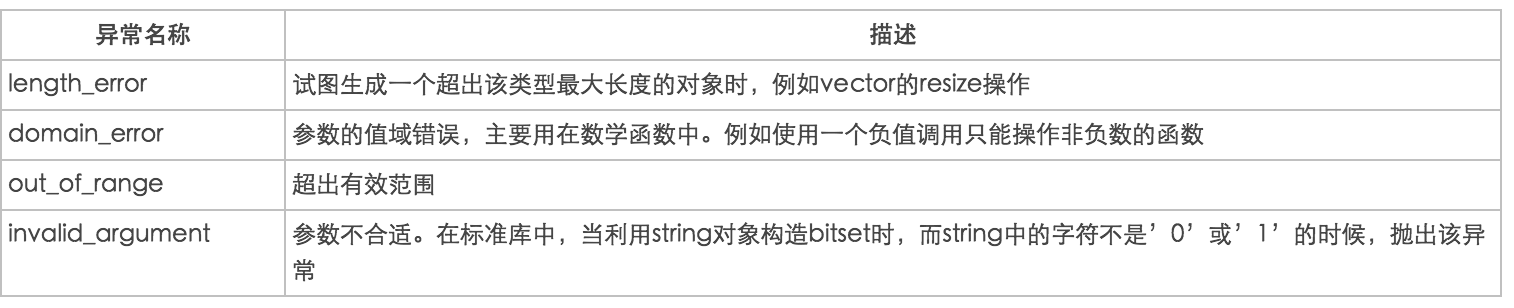 异常名称 描述
length_error 试图生成一个超出该类型最大长度的对象时，例如vector的resize操作
domain_error 参数的值域错误，主要用在数学函数中。例如使用一个负值调用只能操作非负数的函数
out_of_range 超出有效范围
invalid_argument 参数不合适。在标准库中，当利用string对象构造bitset时，而string中的字符不是’0’或’1’的时候，抛出该异
常